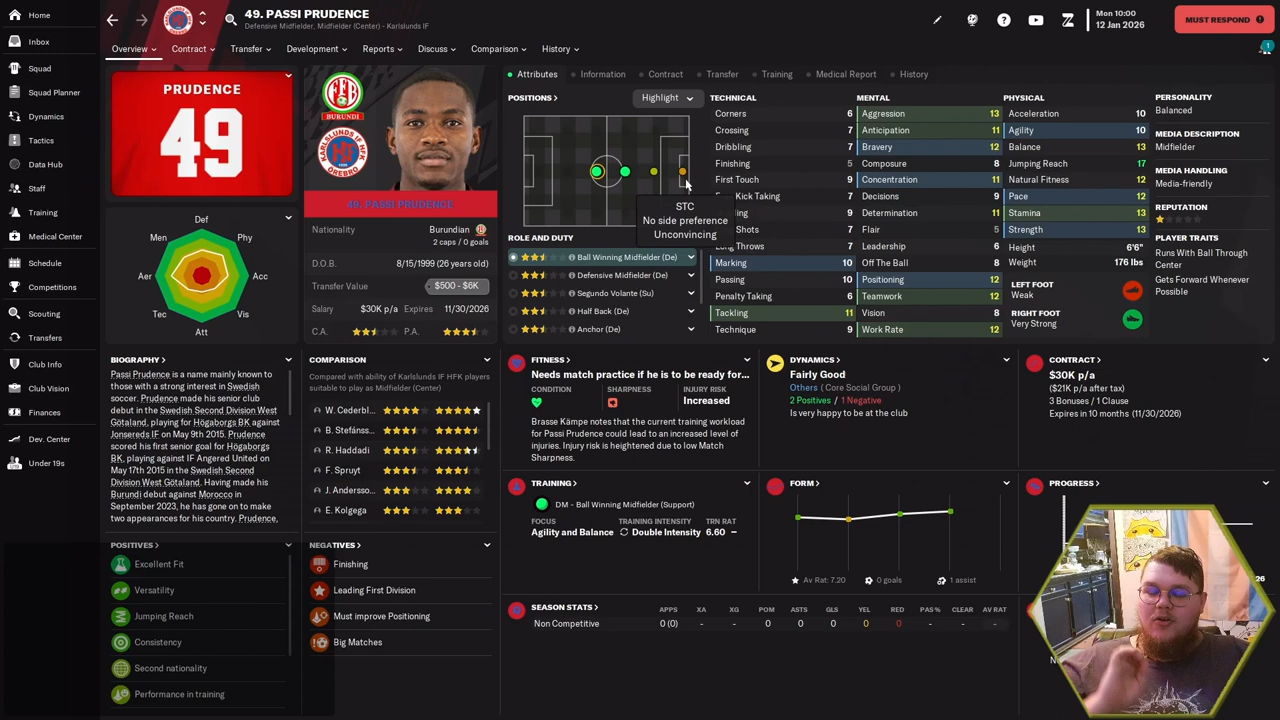 Home
Inbox
Squad
Squad Planner
Dynamics
Tactics
Data Hub
Staff
Training
Medical Center
Schedule
Competitions
Scouting
Transfers
Club Info
Club Vision
Finances
Dev. Center
Under 19s
49. PASSI PRUDENCE
Defensive Midfielder, Midfielder (Center) - Karlslunds IF
Mon 10:00
12 Jan 2026
MUST RESPOND
1
Overview Contract Transfer Development Reports Discuss Comparison History
PRUDENCE
49
BURUNDI
49. PASSI PRUDENCE
Nationality Burundian
2 caps / 0 goals
D.O.B. 8/15/1999 (26 years old)
Transfer Value $500 - $6K
Salary $30K p/a Expires 11/30/2026
C.A. P.A.
Def
Men Phy
Aer Acc
Tec Vis
Att
Attributes Information Contract Transfer Training Medical Report History
POSITIONS
Highlight
STC
No side preference
Unconvincing
ROLE AND DUTY
Ball Winning Midfielder (De)
Defensive Midfielder (De)
Segundo Volante (Su)
Half Back (De)
Anchor (De)
TECHNICAL
Corners 6
Crossing 7
Dribbling 7
Finishing 5
First Touch 9
Kick Taking 7
9
Shots 7
Throws 7
Marking 10
Passing 10
Penalty Taking 6
Tackling 11
Technique 9
MENTAL
Aggression 13
Anticipation 11
Bravery 12
Composure 8
Concentration 11
Decisions 9
Determination 11
Flair 5
Leadership 6
Off The Ball 8
Positioning 12
Teamwork 12
Vision 8
Work Rate 12
PHYSICAL
Acceleration 10
Agility 10
Balance 13
Jumping Reach 17
Natural Fitness 12
Pace 12
Stamina 13
Strength 13
Height 6'6"
Weight 176 lbs
LEFT FOOT
Weak
RIGHT FOOT
Very Strong
PERSONALITY
Balanced
MEDIA DESCRIPTION
Midfielder
MEDIA HANDLING
Media-friendly
REPUTATION
PLAYER TRAITS
Runs With Ball Through
Center
Gets Forward Whenever
Possible
BIOGRAPHY
Passi Prudence is a name mainly known to
those with a strong interest in Swedish
soccer. Prudence made his senior club
debut in the Swedish Second Division West
Götaland, playing for Högaborgs BK against
Jonsereds IF on May 9th 2015. Prudence
scored his first senior goal for Högaborgs
BK, playing against IF Angered United on
May 17th 2015 in the Swedish Second
Division West Götaland. Having made his
Burundi debut against Morocco in
September 2023, he has gone on to make
two appearances for his country. Prudence,
COMPARISON
Compared with ability of Karlslunds IF HFK players
suitable to play as Midfielder (Center)
W. Cederbl...
B. Stefáns...
R. Haddadi
F. Spruyt
J. Andersso...
E. Kolgega
POSITIVES
Excellent Fit
Versatility
Jumping Reach
Consistency
Second nationality
Performance in training
NEGATIVES
Finishing
Leading First Division
Must improve Positioning
Big Matches
FITNESS
Needs match practice if he is to be ready for...
CONDITION SHARPNESS INJURY RISK
Increased
Brasse Kämpe notes that the current training workload
for Passi Prudence could lead to an increased level of
injuries. Injury risk is heightened due to low Match
Sharpness.
DYNAMICS
Fairly Good
Others ( Core Social Group )
2 Positives / 1 Negative
Is very happy to be at the club
CONTRACT
$30K p/a
($21K p/a after tax)
3 Bonuses / 1 Clause
Expires in 10 months (11/30/2026)
TRAINING
DM - Ball Winning Midfielder (Support)
FOCUS TRAINING INTENSITY TRN RAT
Agility and Balance Double Intensity 6.60
FORM
Av Rat: 7.20 0 goals 1 assist
PROGRESS
26
SEASON STATS APPS XA XG POM ASTS GLS YEL RED PAS% CLEAR AV RAT
Non Competitive 0 (0) - - 0 0 0 0 0 - - -